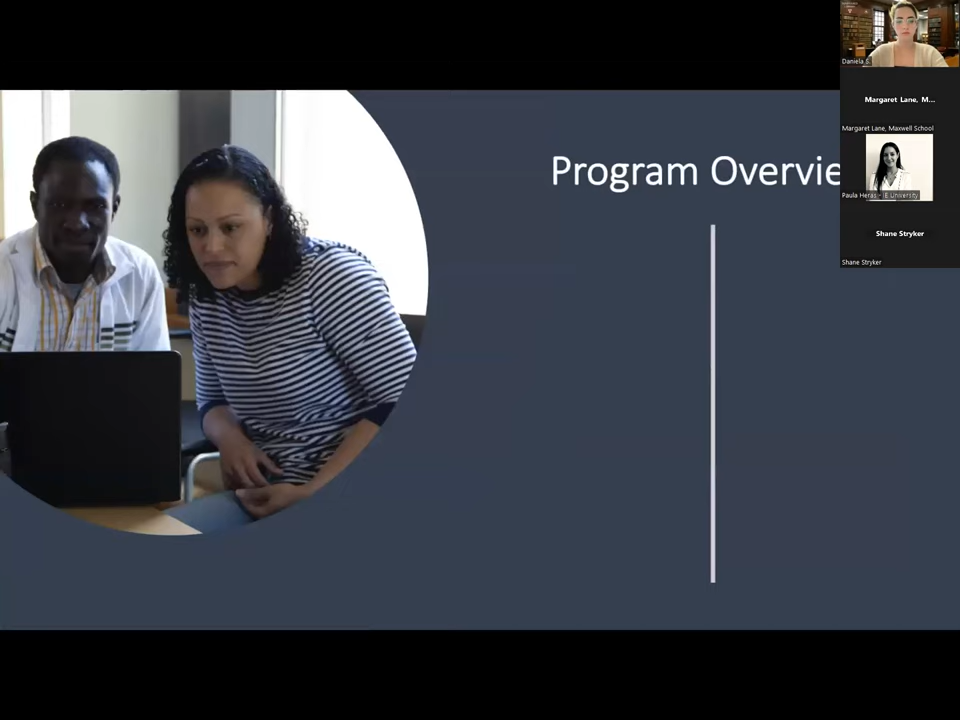 Program Overvie
Daniela S.
Margaret Lane, M...
Margaret Lane, Maxwell School
Paula Heras - IE University
Shane Stryker
Shane Stryker